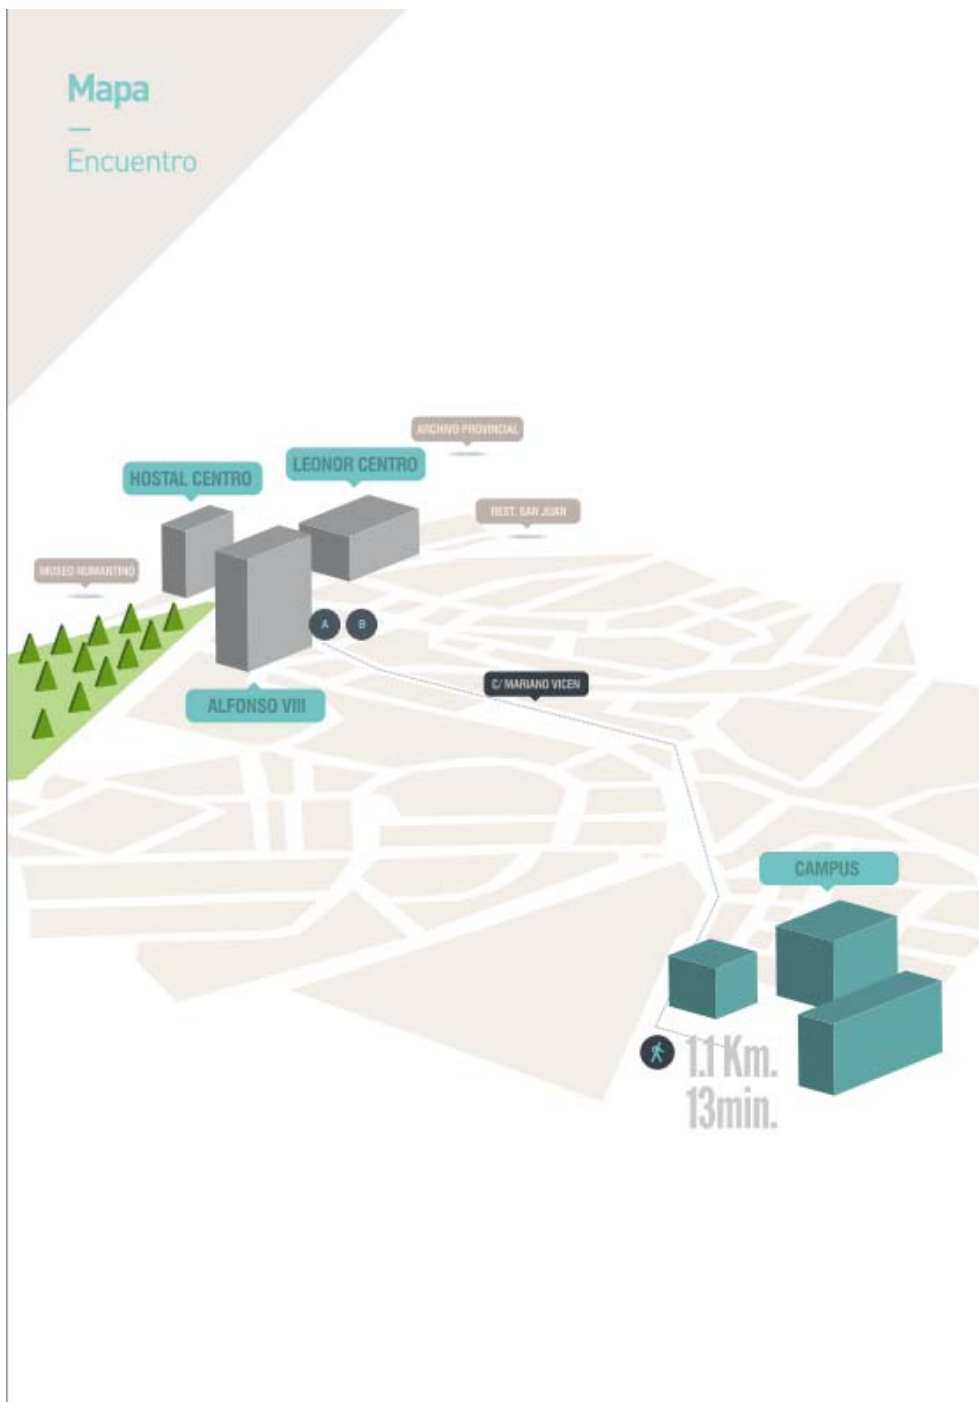 Mapa
—
Encuentro
ARCHIVO PROVINCIAL
LEONOR CENTRO
HOSTAL CENTRO
REST. SAN JUAN
MUSEO NUMANTINO
A B
C/ MARIANO VICEN
ALFONSO VIII
CAMPUS
1.1 Km.
13min.